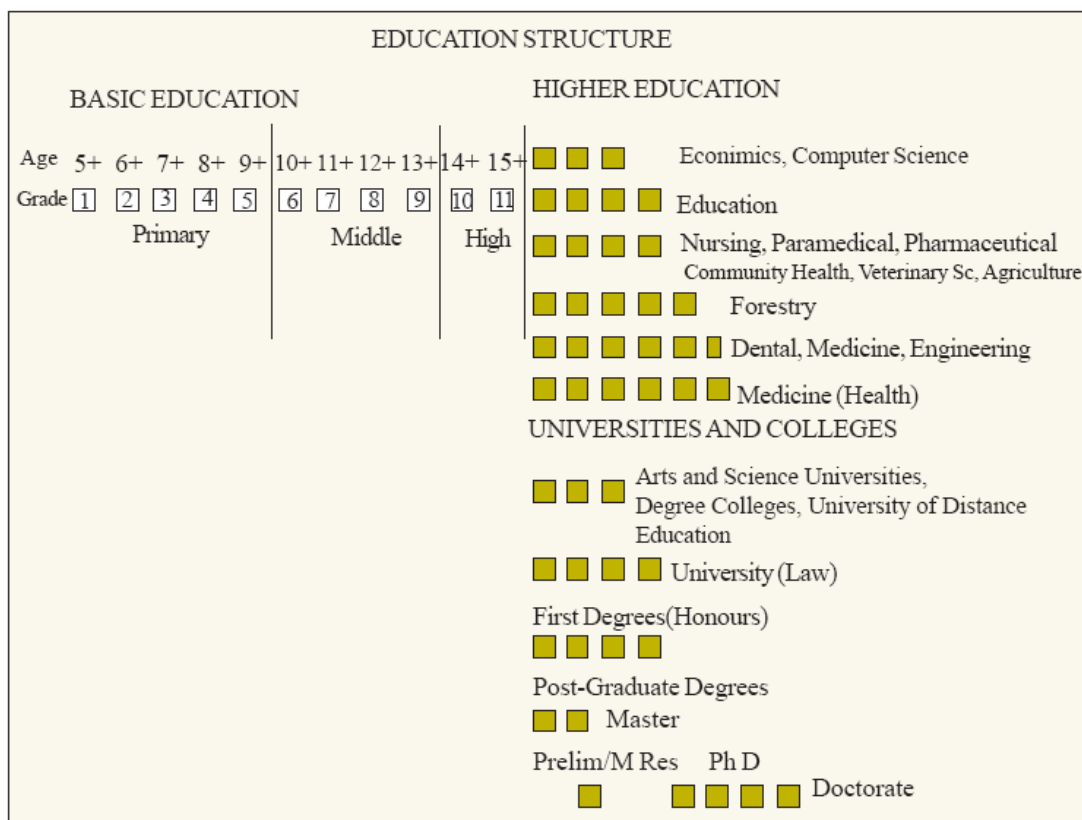 EDUCATION STRUCTURE
BASIC EDUCATION
Age 5+ 6+ 7+ 8+ 9+ 10+ 11+ 12+ 13+ 14+ 15+
Grade 1 2 3 4 5 6 7 8 9 10 11
Primary Middle High
HIGHER EDUCATION
Econimics, Computer Science
Education
Nursing, Paramedical, Pharmaceutical
Community Health, Veterinary Sc, Agriculture
Forestry
Dental, Medicine, Engineering
Medicine (Health)
UNIVERSITIES AND COLLEGES
Arts and Science Universities,
Degree Colleges, University of Distance
Education
University (Law)
First Degrees(Honours)
Post-Graduate Degrees
Master
Prelim/M Res Ph D
Doctorate